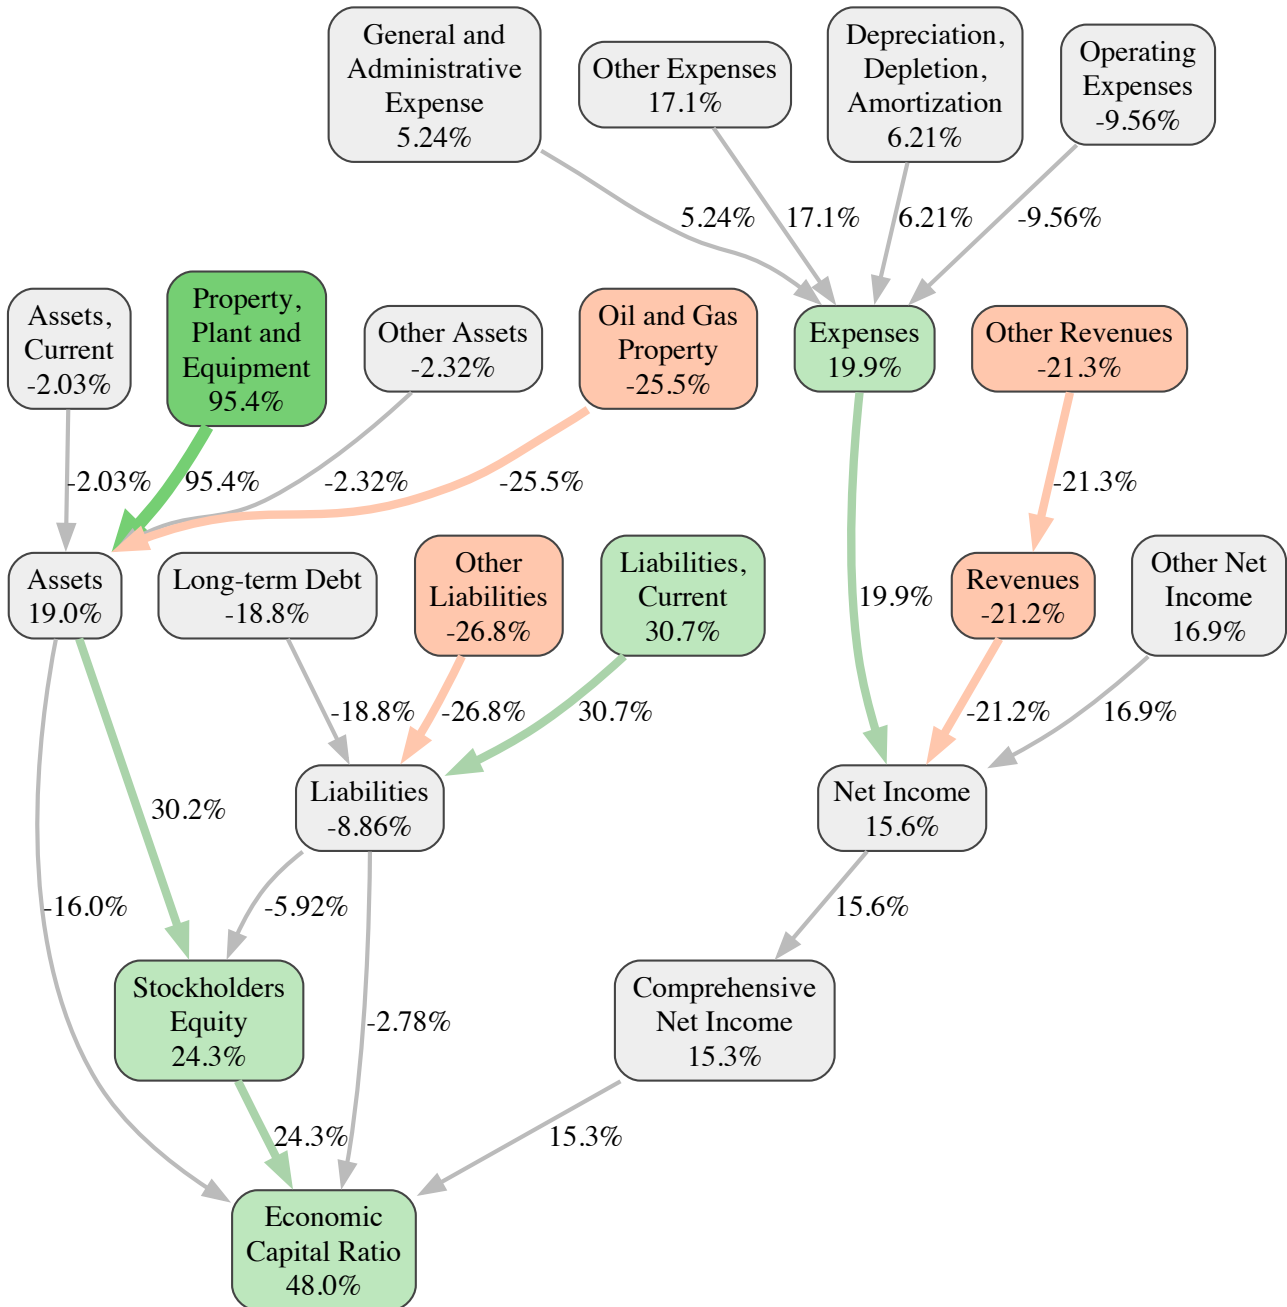 General and
Administrative
Expense
5.24%
Other Expenses
17.1%
Depreciation,
Depletion,
Amortization
6.21%
Operating
Expenses
-9.56%
5.24%
17.1%
6.21%
-9.56%
Assets,
Current
-2.03%
Property,
Plant and
Equipment
95.4%
Other Assets
-2.32%
Oil and Gas
Property
-25.5%
Expenses
19.9%
Other Revenues
-21.3%
-2.03%
95.4%
-2.32%
-25.5%
-21.3%
Assets
19.0%
Long-term Debt
-18.8%
Other
Liabilities
-26.8%
Liabilities,
Current
30.7%
19.9%
Revenues
-21.2%
Other Net
Income
16.9%
-18.8%
-26.8%
30.7%
-21.2%
16.9%
30.2%
Liabilities
-8.86%
Net Income
15.6%
-16.0%
-5.92%
15.6%
Stockholders
Equity
24.3%
-2.78%
Comprehensive
Net Income
15.3%
24.3%
15.3%
Economic
Capital Ratio
48.0%